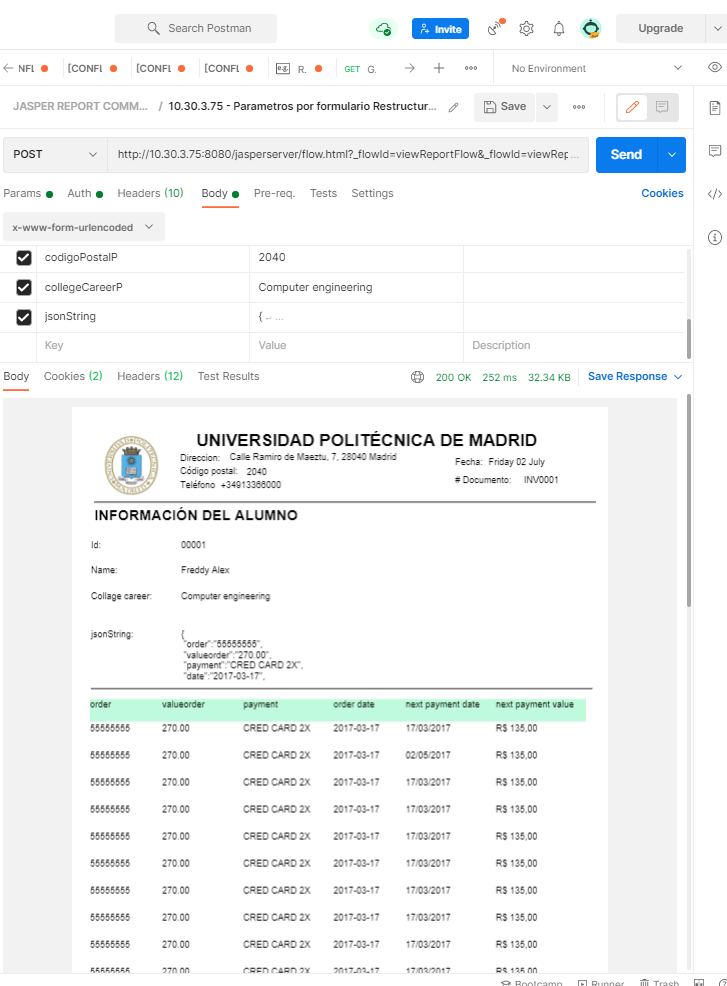 Search Postman
Invite
Upgrade
NFL
[CONFL
[CONFL
[CONFL
R.
GET G.
No Environment
JASPER REPORT COMM... / 10.30.3.75 - Parametros por formulario Restructur...
Save
POST
http://10.30.3.75:8080/jasperserver/flow.html?_flowId=viewReportFlow&_flowId=viewRep...
Send
Params Auth Headers (10) Body Pre-req. Tests Settings
Cookies
x-www-form-urlencoded
codigoPostalP 2040
collegeCareerP Computer engineering
jsonString { ↵ ...
Key Value Description
Body Cookies (2) Headers (12) Test Results
200 OK 252 ms 32.34 KB Save Response
UNIVERSIDAD POLITÉCNICA DE MADRID
Direccion: Calle Ramiro de Maeztu, 7, 28040 Madrid
Fecha: Friday 02 July
Código postal: 2040
Teléfono +34913366000
# Documento: INV0001
INFORMACIÓN DEL ALUMNO
Id: 00001
Name: Freddy Alex
Collage career: Computer engineering
jsonString: {
"order":"55555555",
"valueorder":"270.00",
"payment":"CRED CARD 2X",
"date":"2017-03-17",
order valueorder payment order date next payment date next payment value
55555555 270.00 CRED CARD 2X 2017-03-17 17/03/2017 R$ 135,00
55555555 270.00 CRED CARD 2X 2017-03-17 02/05/2017 R$ 135,00
55555555 270.00 CRED CARD 2X 2017-03-17 17/03/2017 R$ 135,00
55555555 270.00 CRED CARD 2X 2017-03-17 17/03/2017 R$ 135,00
55555555 270.00 CRED CARD 2X 2017-03-17 17/03/2017 R$ 135,00
55555555 270.00 CRED CARD 2X 2017-03-17 17/03/2017 R$ 135,00
55555555 270.00 CRED CARD 2X 2017-03-17 17/03/2017 R$ 135,00
55555555 270.00 CRED CARD 2X 2017-03-17 17/03/2017 R$ 135,00
55555555 270.00 CRED CARD 2X 2017-03-17 17/03/2017 R$ 135,00
55555555 270.00 CRED CARD 2X 2017-03-17 17/03/2017 R$ 135,00
Bootcamp Runner Trash